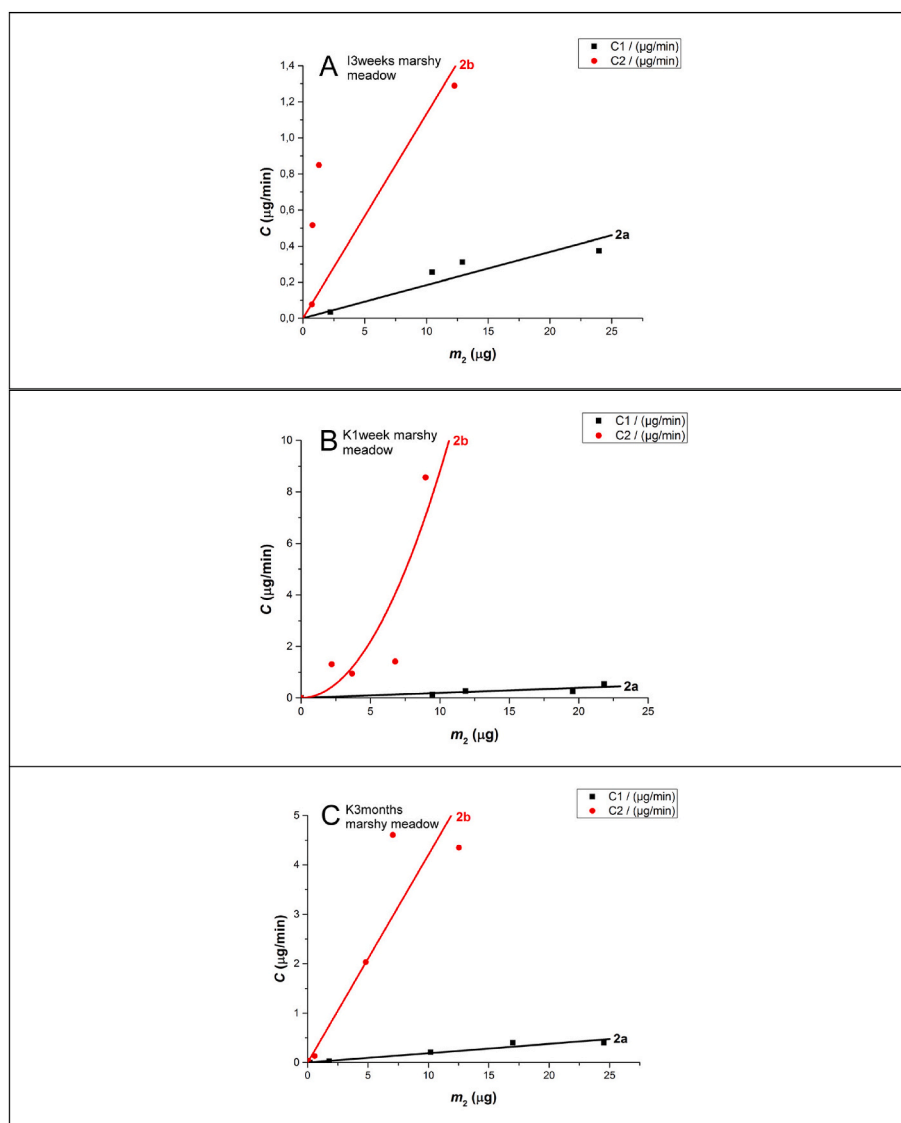 A
I3weeks marshy
meadow
2b
C1 / (µg/min)
C2 / (µg/min)
1,4
1,2
1,0
0,8
0,6
0,4
0,2
0,0
C (µg/min)
2a
0 5 10 15 20 25
m₂ (µg)
B
K1week marshy
meadow
2b
C1 / (µg/min)
C2 / (µg/min)
10
8
6
4
2
0
C (µg/min)
2a
0 5 10 15 20 25
m₂ (µg)
C
K3months
marshy meadow
2b
C1 / (µg/min)
C2 / (µg/min)
5
4
3
2
1
0
C (µg/min)
2a
0 5 10 15 20 25
m₂ (µg)